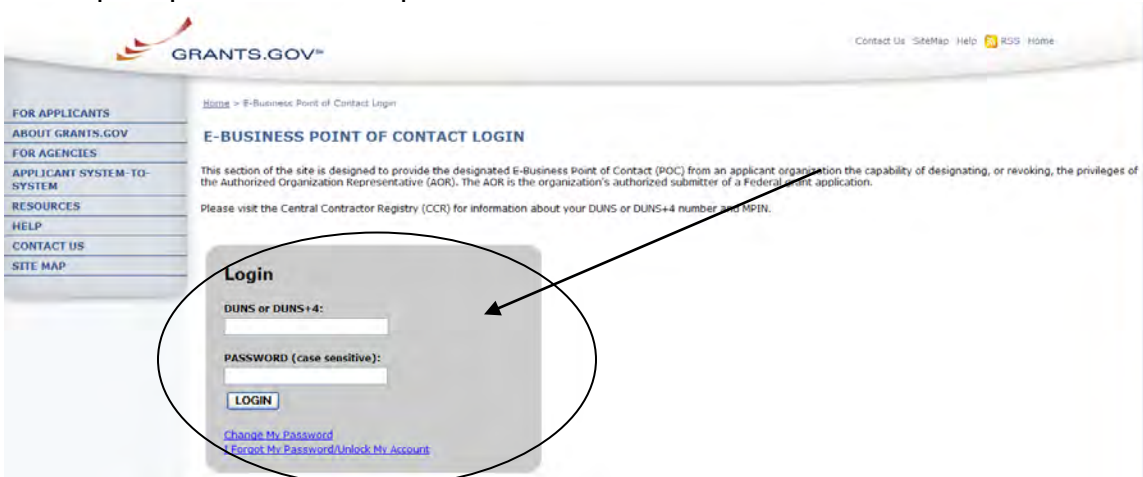 GRANTS.GOV℠
Contact Us SiteMap Help RSS Home
FOR APPLICANTS
ABOUT GRANTS.GOV
FOR AGENCIES
APPLICANT SYSTEM-TO-
SYSTEM
RESOURCES
HELP
CONTACT US
SITE MAP
Home > E-Business Point of Contact Login
E-BUSINESS POINT OF CONTACT LOGIN
This section of the site is designed to provide the designated E-Business Point of Contact (POC) from an applicant organization the capability of designating, or revoking, the privileges of
the Authorized Organization Representative (AOR). The AOR is the organization's authorized submitter of a Federal grant application.
Please visit the Central Contractor Registry (CCR) for information about your DUNS or DUNS+4 number and MPIN.
Login
DUNS or DUNS+4:
PASSWORD (case sensitive):
LOGIN
Change My Password
I Forgot My Password/Unlock My Account